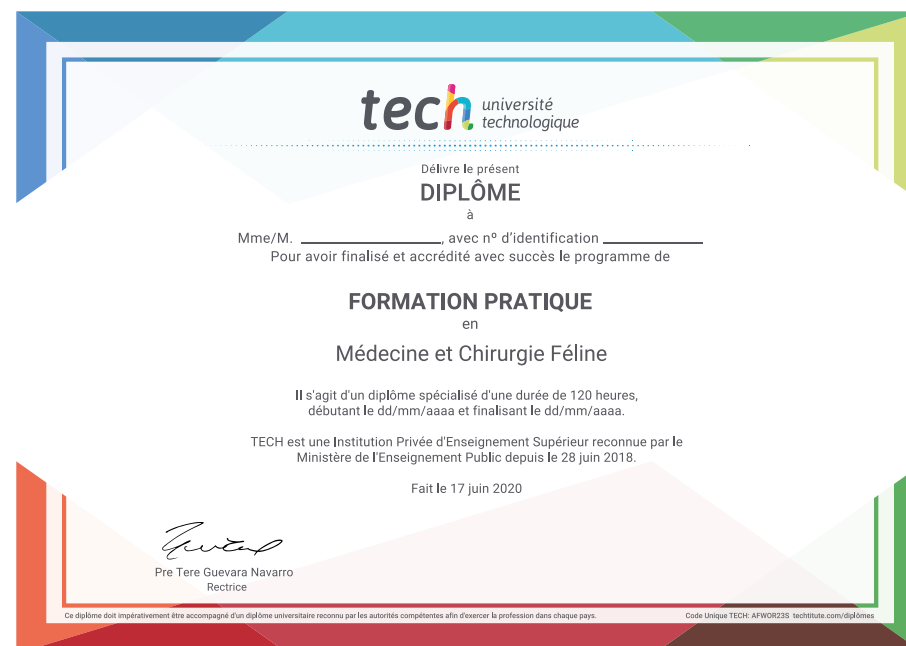 tech université
technologique
Délivre le présent
DIPLÔME
à
Mme/M. ____________________, avec nº d'identification ______________
Pour avoir finalisé et accrédité avec succès le programme de
FORMATION PRATIQUE
en
Médecine et Chirurgie Féline
Il s'agit d'un diplôme spécialisé d'une durée de 120 heures,
débutant le dd/mm/aaaa et finalisant le dd/mm/aaaa.
TECH est une Institution Privée d'Enseignement Supérieur reconnue par le
Ministère de l'Enseignement Public depuis le 28 juin 2018.
Fait le 17 juin 2020
Pre Tere Guevara Navarro
Rectrice
Ce diplôme doit impérativement être accompagné d'un diplôme universitaire reconnu par les autorités compétentes afin d'exercer la profession dans chaque pays.
Code Unique TECH: AFWOR23S techtitute.com/diplômes